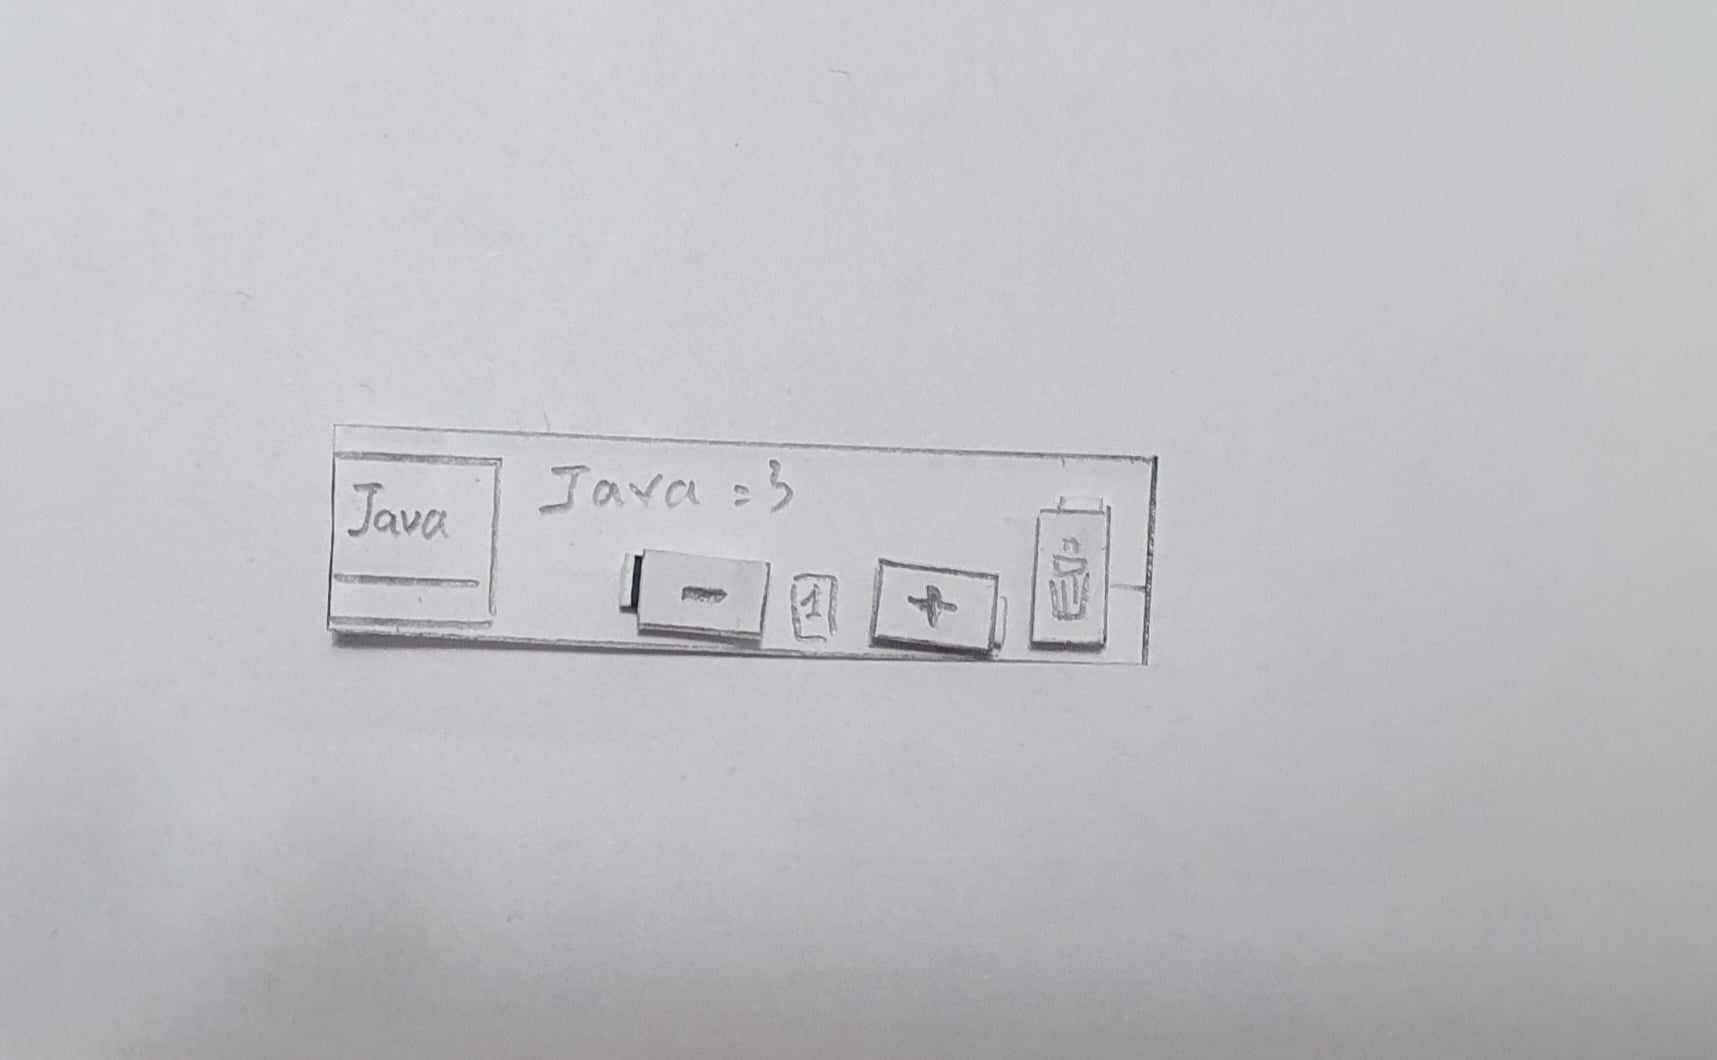 Java = 3
Java
- 1 +